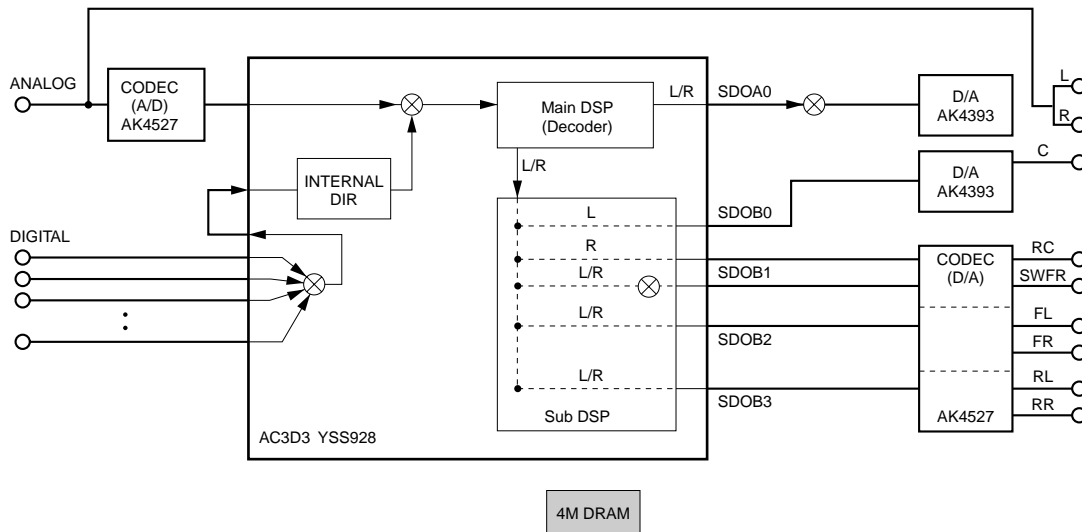 ANALOG
CODEC
(A/D)
AK4527
L/R
SDOA0
Main DSP
(Decoder)
D/A
AK4393
L
R
C
D/A
AK4393
L/R
INTERNAL
DIR
SDOB0
L
DIGITAL
R
SDOB1
L/R
CODEC
(D/A)
RC
SWFR
L/R
SDOB2
FL
FR
L/R
SDOB3
RL
RR
AK4527
Sub DSP
AC3D3 YSS928
4M DRAM